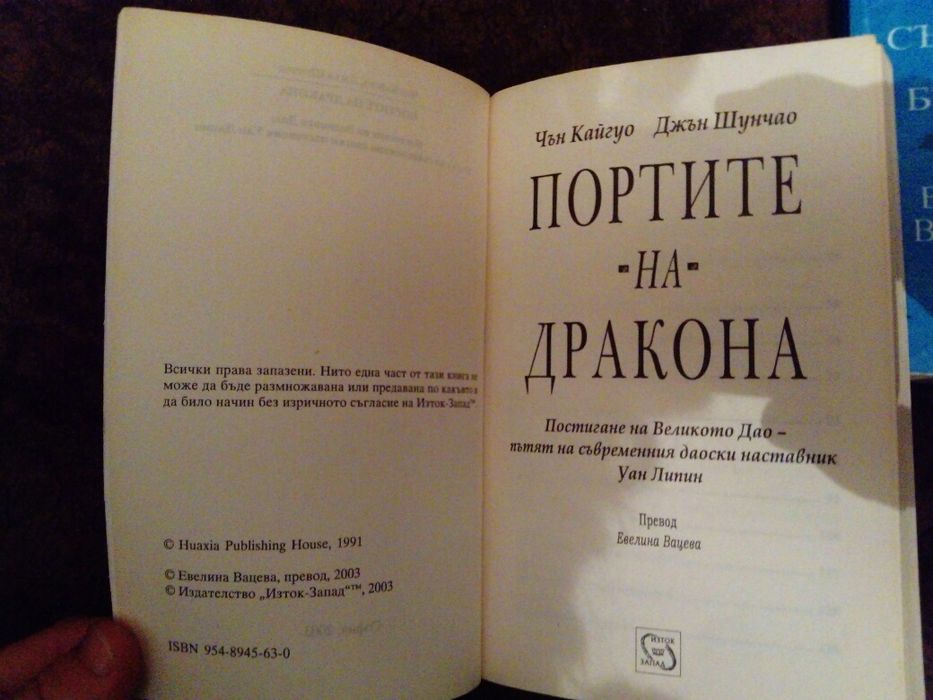 Всички права запазени. Нито една част от тази книга не
може да бъде размножавана или предавана по какъвто и
да било начин без изричното съгласие на Изток-Запад™.
© Huaxia Publishing House, 1991
© Евелина Вацева, превод, 2003
© Издателство „Изток-Запад“™, 2003
ISBN 954-8945-63-0
Чън Кайгуо Джън Шунчао
ПОРТИТЕ
-НА-
ДРАКОНА
Постигане на Великото Дао –
пътят на съвременния даоски наставник
Уан Липин
Превод
Евелина Вацева
ИЗТОК
ЗАПАД
СЪ
Б
В